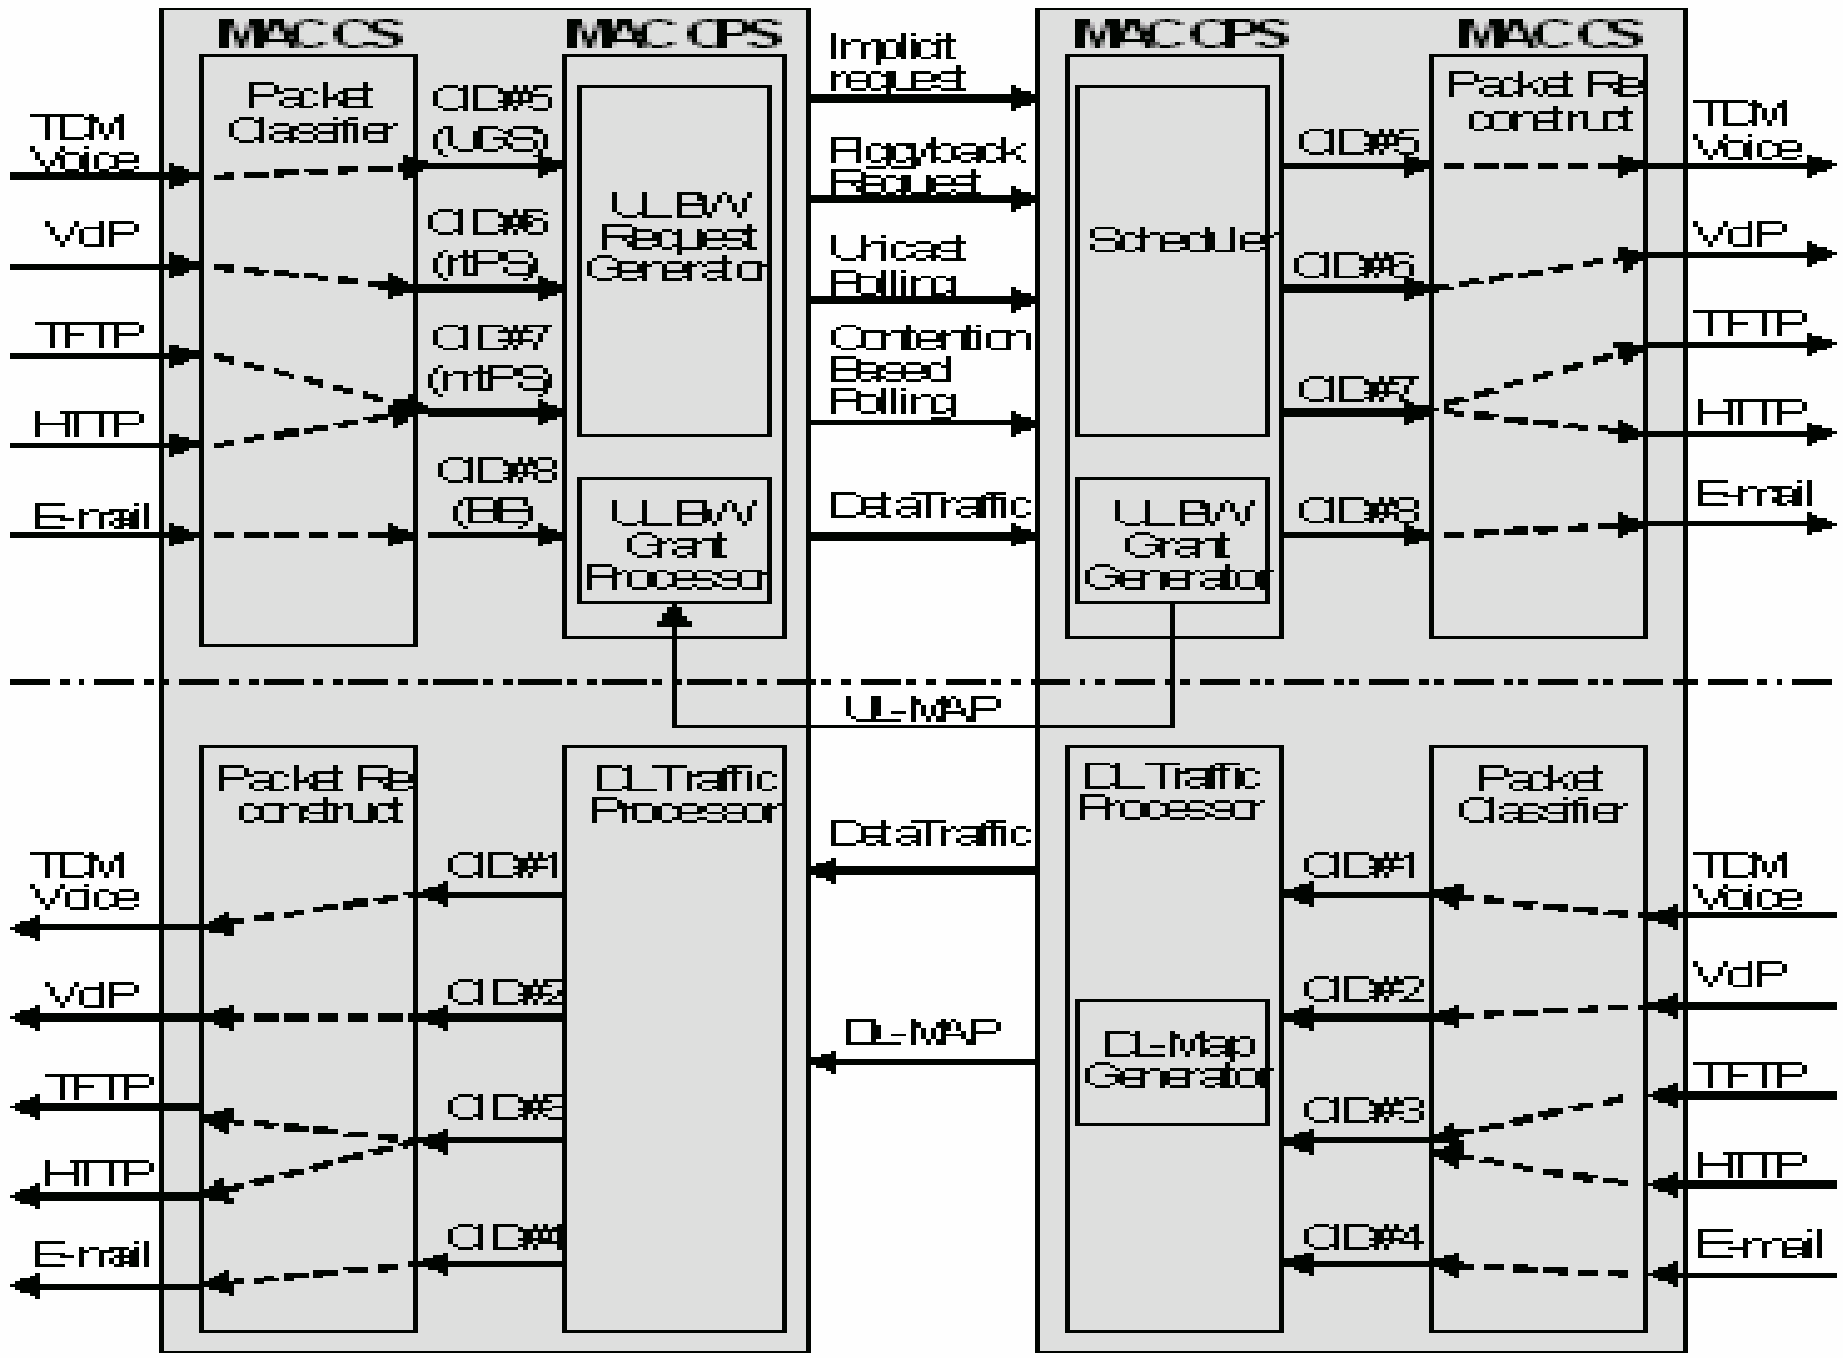 MAC CS
MAC CPS
MAC CPS
MAC CS
Packet
Classifier
TDM
Voice
VoIP
TFTP
HTTP
E-mail
CID#5
(UGS)
CID#6
(rtPS)
CID#7
(nrtPS)
CID#8
(BE)
UL BW
Request
Generator
UL BW
Grant
Processor
Implicit
request
Piggyback
Request
Unicast
Polling
Contention
Based
Polling
Data Traffic
Scheduler
UL BW
Grant
Generator
CID#5
CID#6
CID#7
CID#8
Packet Re
construct
TDM
Voice
VoIP
TFTP
HTTP
E-mail
UL-MAP
Packet Re
construct
TDM
Voice
VoIP
TFTP
HTTP
E-mail
CID#1
CID#2
CID#3
CID#4
DL Traffic
Processor
Data Traffic
DL-MAP
DL Traffic
Processor
DL-Map
Generator
CID#1
CID#2
CID#3
CID#4
Packet
Classifier
TDM
Voice
VoIP
TFTP
HTTP
E-mail